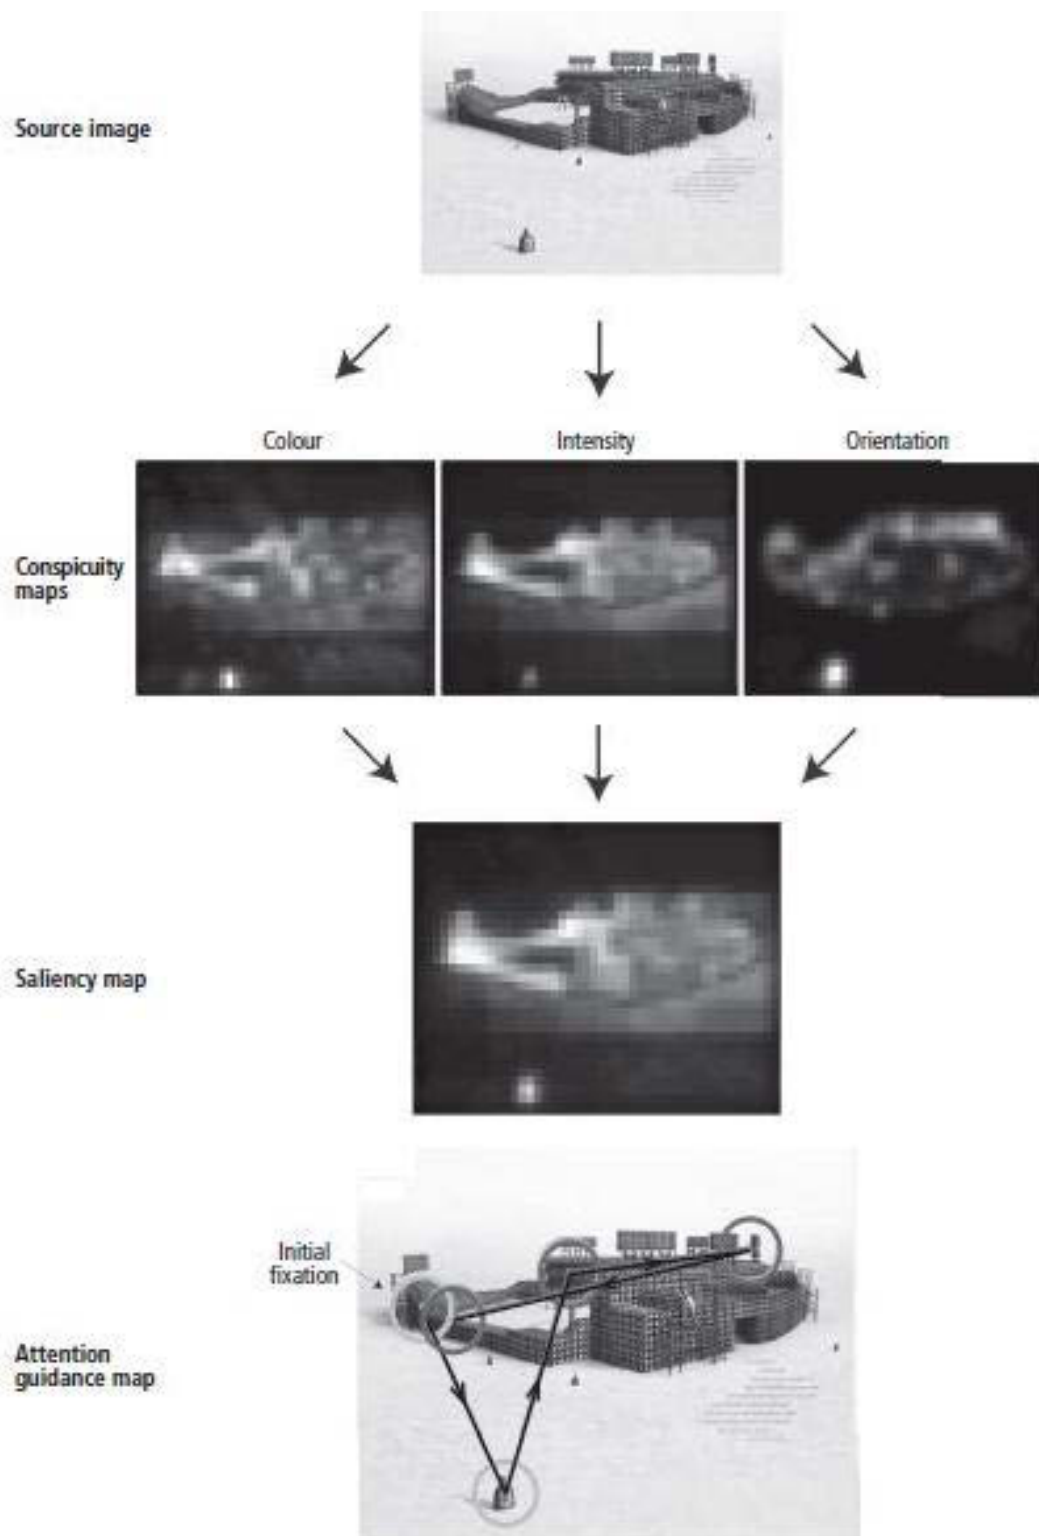 Source image
Colour
Intensity
Orientation
Conspicuity
maps
Saliency map
Initial
fixation
Attention
guidance map